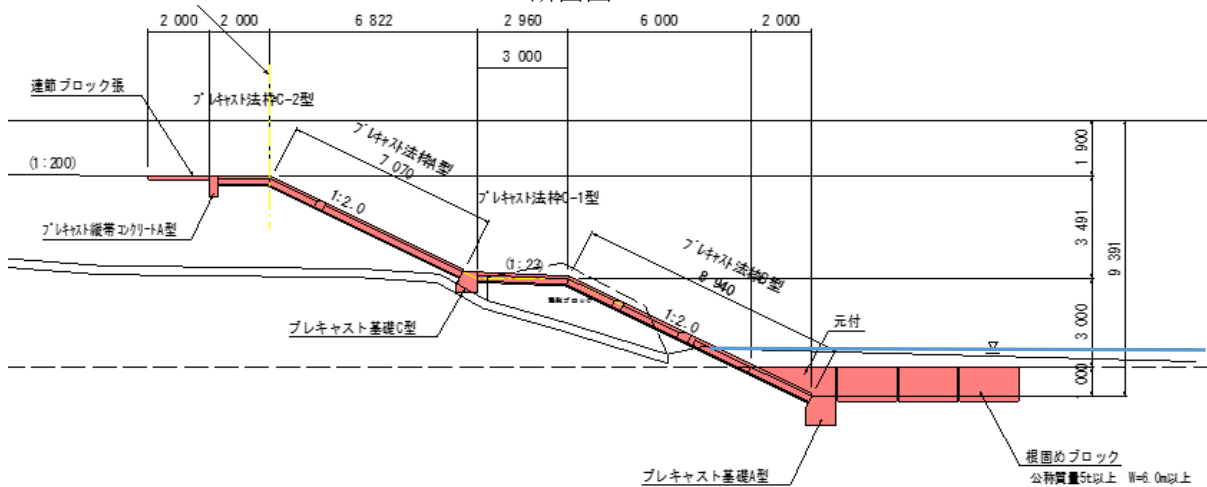 2 000
2 000
6 822
2 960
6 000
2 000
3 000
連節ブロック張
プレキャスト法枠C-2型
プレキャスト法枠A型
7 070
(1:200)
1:2.0
プレキャスト法枠C-1型
プレキャスト縦帯コンクリートA型
(1:23)
プレキャスト法枠B型
8 940
1:2.0
プレキャスト基礎C型
元付
1 900
3 491
9 391
3 000
000
プレキャスト基礎A型
根固めブロック
公称質量5t以上 W=6.0m以上